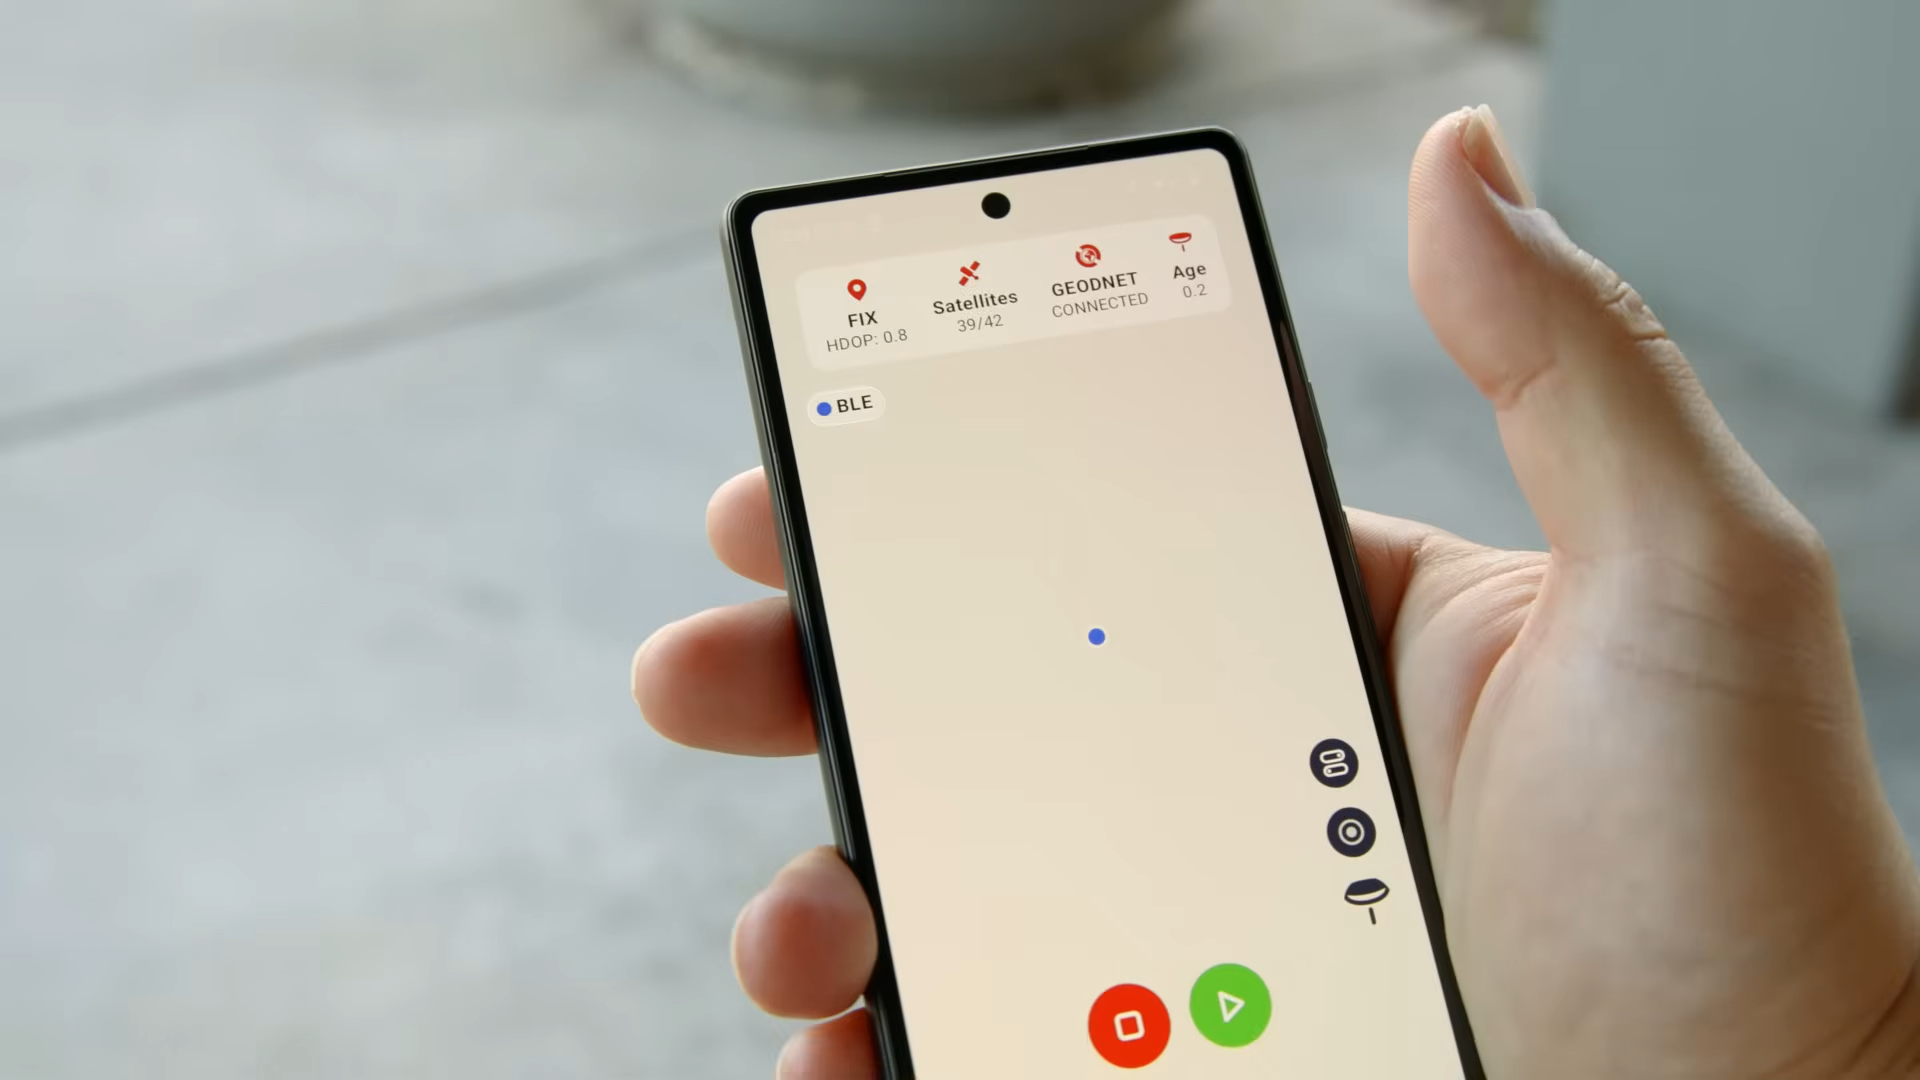 FIX
HDOP: 0.8
Satellites
39/42
GEODNET
CONNECTED
Age
0.2
BLE